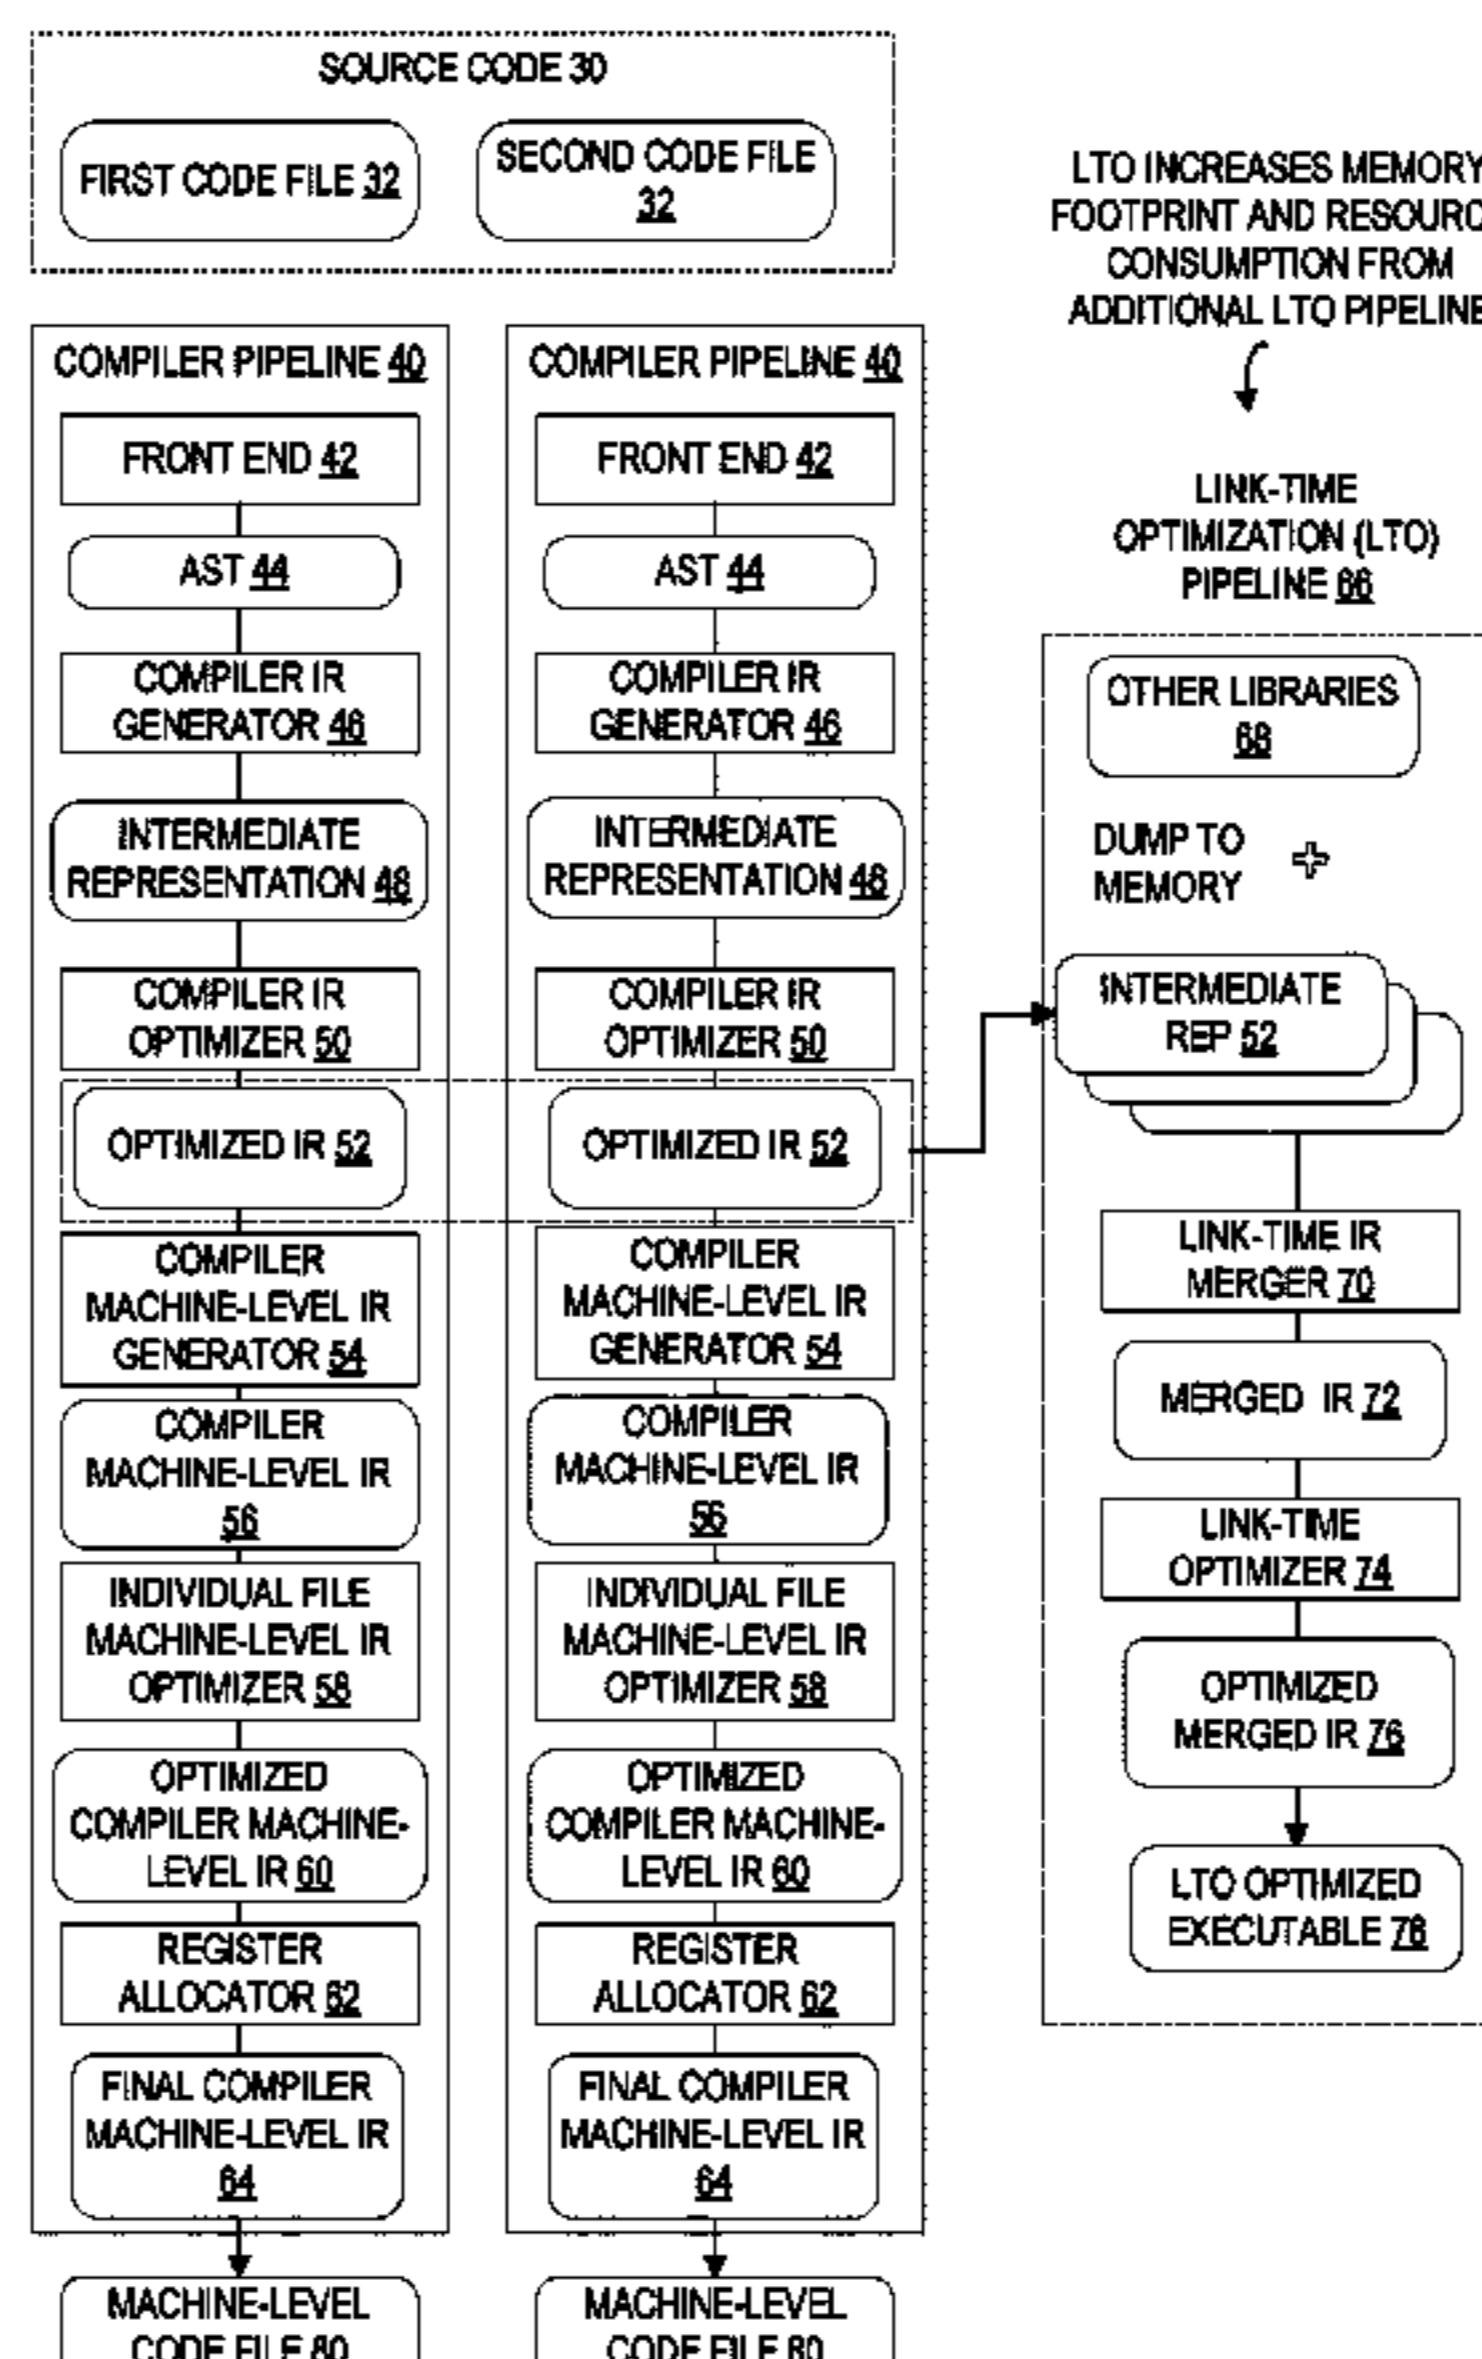 SOURCE CODE 30
FIRST CODE FILE 32
SECOND CODE FILE
32
COMPILER PIPELINE 40
FRONT END 42
AST 44
COMPILER IR
GENERATOR 46
INTERMEDIATE
REPRESENTATION 48
COMPILER IR
OPTIMIZER 50
OPTIMIZED IR 52
COMPILER
MACHINE-LEVEL IR
GENERATOR 54
COMPILER
MACHINE-LEVEL IR
56
INDIVIDUAL FILE
MACHINE-LEVEL IR
OPTIMIZER 58
OPTIMIZED
COMPILER MACHINE-
LEVEL IR 60
REGISTER
ALLOCATOR 62
FINAL COMPILER
MACHINE-LEVEL IR
64
MACHINE-LEVEL
CODE FILE 80
COMPILER PIPELINE 40
FRONT END 42
AST 44
COMPILER IR
GENERATOR 46
INTERMEDIATE
REPRESENTATION 48
COMPILER IR
OPTIMIZER 50
OPTIMIZED IR 52
COMPILER
MACHINE-LEVEL IR
GENERATOR 54
COMPILER
MACHINE-LEVEL IR
56
INDIVIDUAL FILE
MACHINE-LEVEL IR
OPTIMIZER 58
OPTIMIZED
COMPILER MACHINE-
LEVEL IR 60
REGISTER
ALLOCATOR 62
FINAL COMPILER
MACHINE-LEVEL IR
64
MACHINE-LEVEL
CODE FILE 80
LTO INCREASES MEMORY
FOOTPRINT AND
CONSUMPTION FROM
ADDITIONAL LTO PIPELINE
LINK-TIME
OPTIMIZATION (LTO)
PIPELINE 66
OTHER LIBRARIES
68
DUMP TO
MEMORY
INTERMEDIATE
REP 52
LINK-TIME IR
MERGER 70
MERGED IR 72
LINK-TIME
OPTIMIZER 74
OPTIMIZED
MERGED IR 76
LTO OPTIMIZED
EXECUTABLE 78